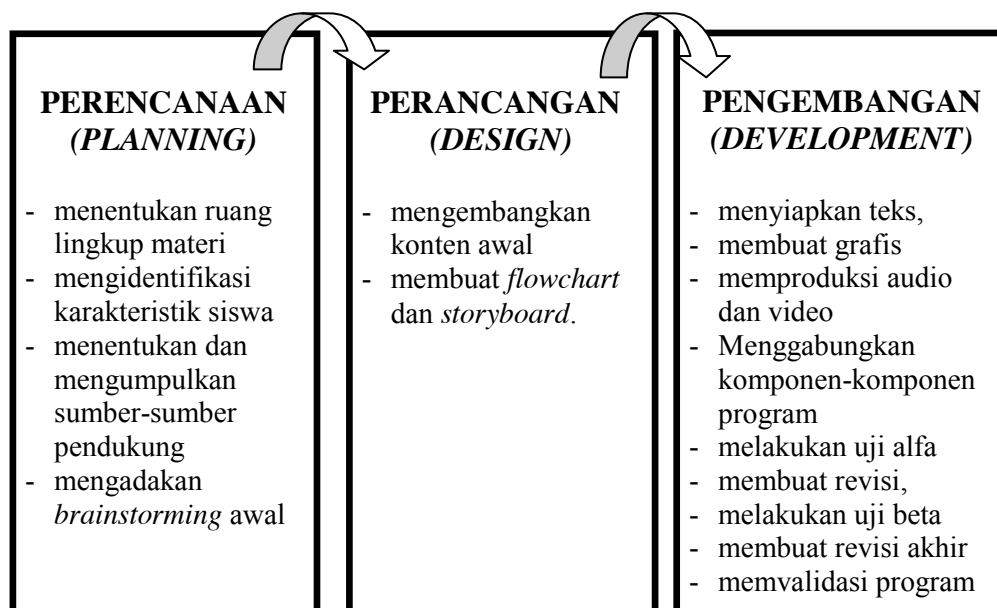 PERENCANAAN
(PLANNING)
- menentukan ruang
lingkup materi
- mengidentifikasi
karakteristik siswa
- menentukan dan
mengumpulkan
sumber-sumber
pendukung
- mengadakan
brainstorming awal
PERANCANGAN
(DESIGN)
- mengembangkan
konten awal
- membuat flowchart
dan storyboard.
PENGEMBANGAN
(DEVELOPMENT)
- menyiapkan teks,
- membuat grafis
- memproduksi audio
dan video
- Menggabungkan
komponen-komponen
program
- melakukan uji alfa
- membuat revisi,
- melakukan uji beta
- membuat revisi akhir
- memvalidasi program